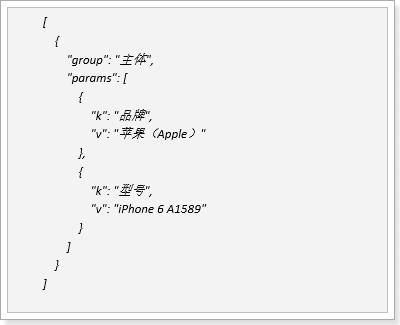 [
{
"group": "主体",
"params": [
{
"k": "品牌",
"v": "苹果（Apple）"
},
{
"k": "型号",
"v": "iPhone 6 A1589"
}
]
}
]